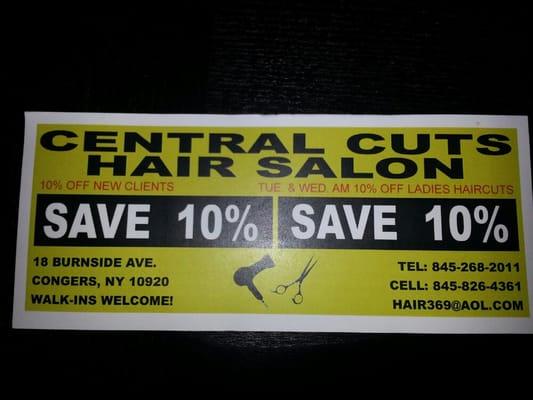 CENTRAL CUTS
HAIR SALON
10% OFF NEW CLIENTS
TUE. & WED. AM 10% OFF LADIES HAIRCUTS
SAVE 10%
SAVE 10%
18 BURNSIDE AVE.
CONGERS, NY 10920
WALK-INS WELCOME!
TEL: 845-268-2011
CELL: 845-826-4361
HAIR369@AOL.COM